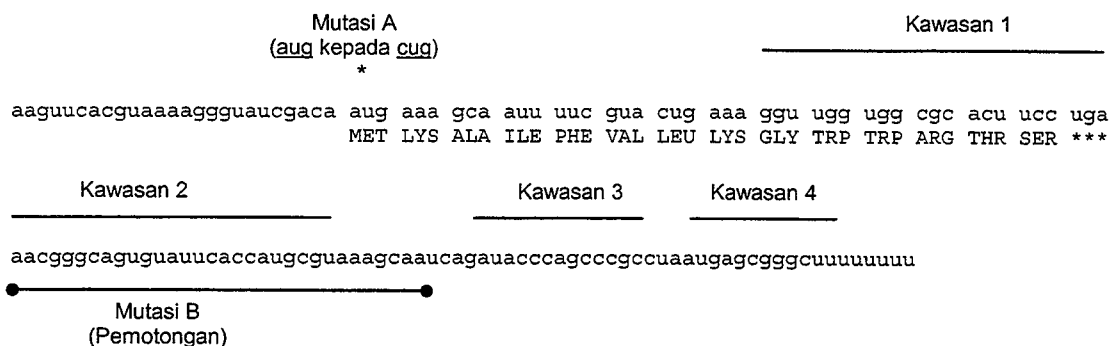 Mutasi A
(aug kepada cug)
*
Kawasan 1
aaguucacguaaaaaggguaucgaca aug aaa gca auu uuc gua cug aaa ggu ugg ugg cgc acu ucc uga
MET LYS ALA ILE PHE VAL LEU LYS GLY TRP TRP ARG THR SER ***
Kawasan 2
Kawasan 3
Kawasan 4
aacgggcaguguauucaccaugcguaaagcaaucagauacccagcccgccuaaugagcgggcuuuuuuuu
Mutasi B
(Pemotongan)